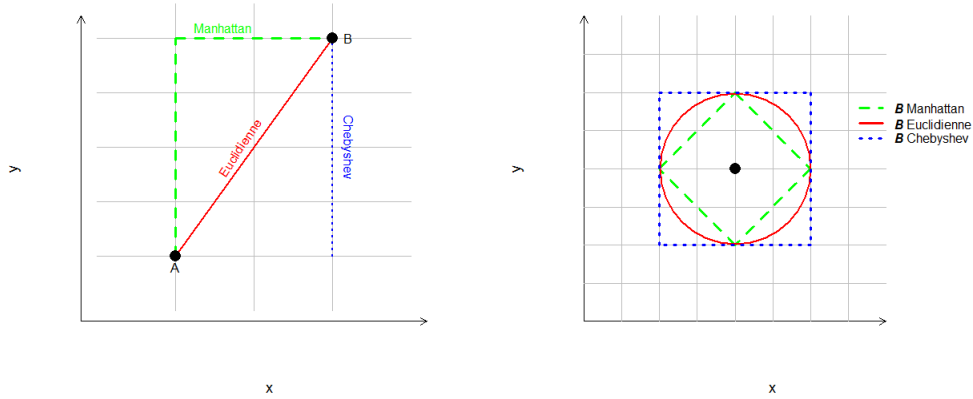 Manhattan
B
Euclidienne
Chebyshev
A
y
x
y
B Manhattan
B Euclidienne
B Chebyshev
x